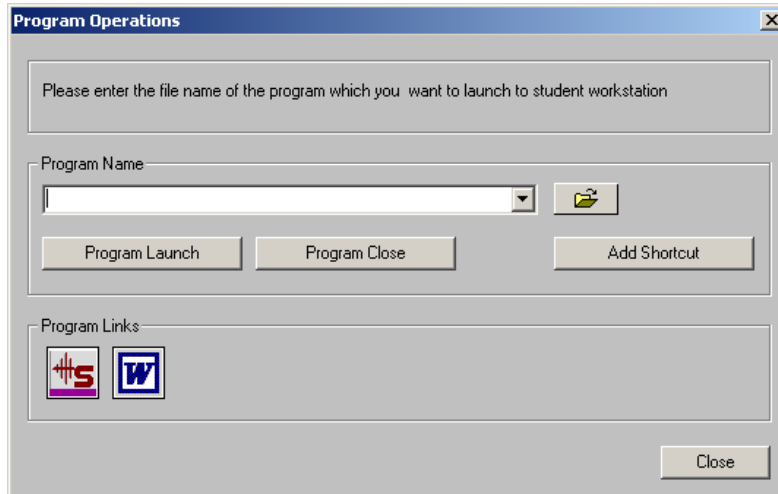 Program Operations
Please enter the file name of the program which you want to launch to student workstation
Program Name
Program Launch Program Close Add Shortcut
Program Links
S W
Close